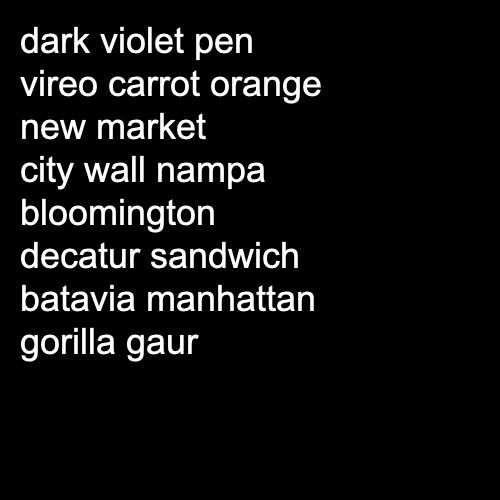 dark violet pen
vireo carrot orange
new market
city wall nampa
bloomington
decatur sandwich
batavia manhattan
gorilla gaur